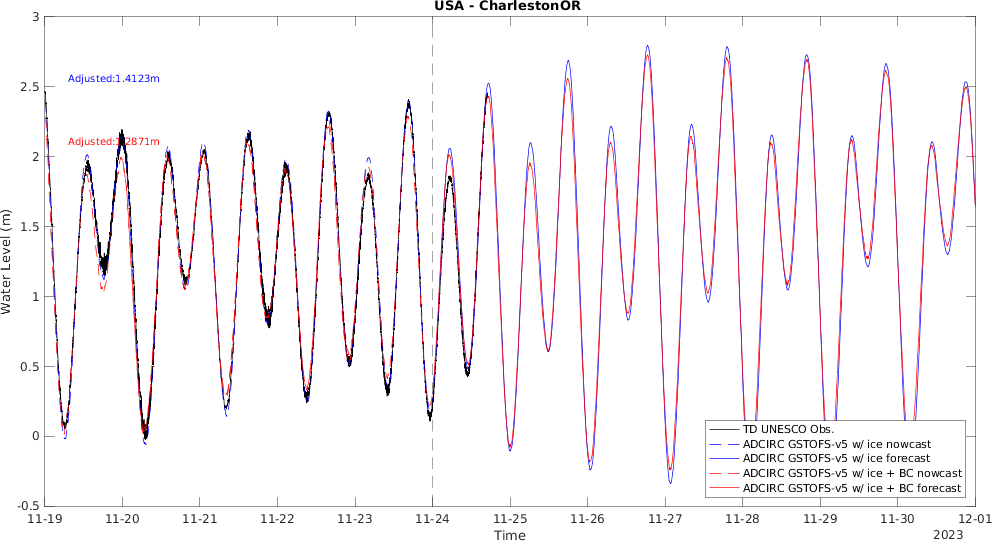 USA - CharlestonOR
3
2.5
2
1.5
1
0.5
0
-0.5
Water Level (m)
Adjusted:1.4123m
Adjusted:1.2871m
TD UNESCO Obs.
ADCIRC GSTOFS-v5 w/ ice nowcast
ADCIRC GSTOFS-v5 w/ ice forecast
ADCIRC GSTOFS-v5 w/ ice + BC nowcast
ADCIRC GSTOFS-v5 w/ ice + BC forecast
11-19 11-20 11-21 11-22 11-23 11-24 11-25 11-26 11-27 11-28 11-29 11-30 12-01
Time
2023